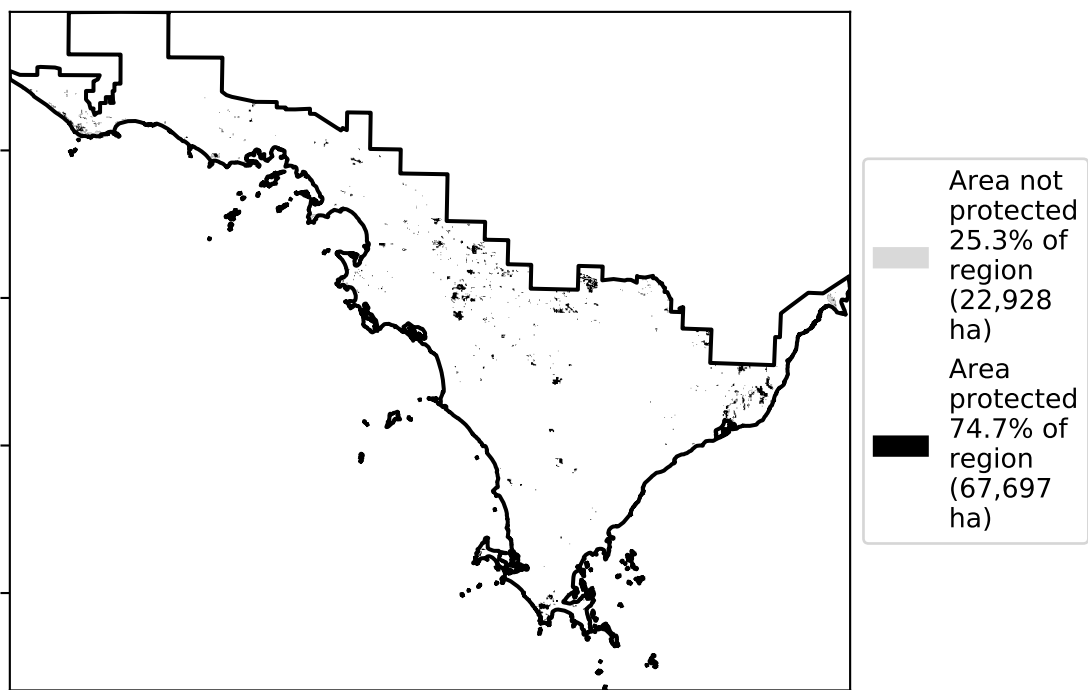 Area not
protected
25.3% of
region
(22,928
ha)
Area
protected
74.7% of
region
(67,697
ha)